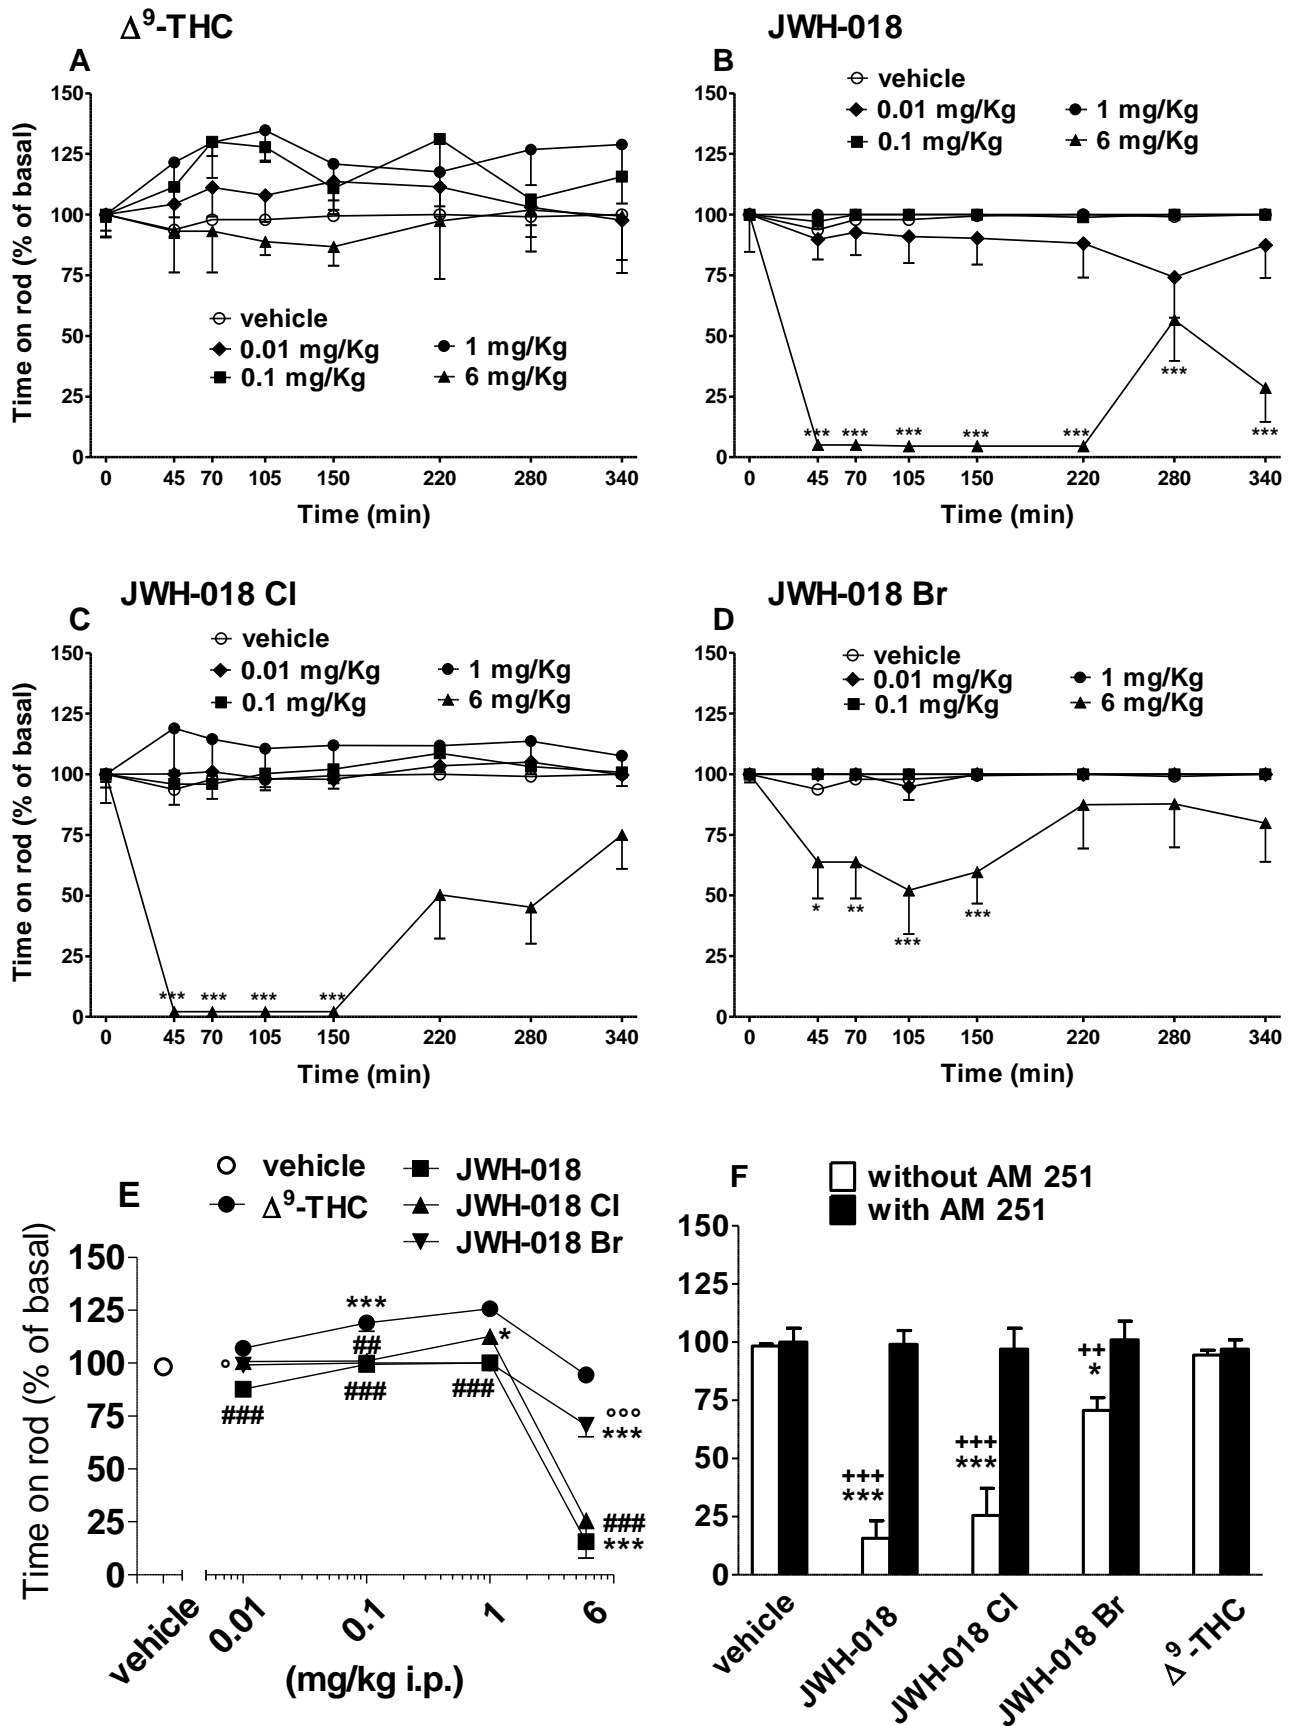 Δ⁹-THC
JWH-018
A
B
150
125
100
75
50
25
0
Time on rod (% of basal)
vehicle
0.01 mg/Kg
0.1 mg/Kg
1 mg/Kg
6 mg/Kg
0 45 70 105 150 220 280 340
Time (min)
150
125
100
75
50
25
0
vehicle
0.01 mg/Kg
0.1 mg/Kg
1 mg/Kg
6 mg/Kg
*** *** *** *** *** *** ***
0 45 70 105 150 220 280 340
Time (min)
JWH-018 Cl
JWH-018 Br
C
D
150
125
100
75
50
25
0
Time on rod (% of basal)
vehicle
0.01 mg/Kg
0.1 mg/Kg
1 mg/Kg
6 mg/Kg
*** *** *** ***
0 45 70 105 150 220 280 340
Time (min)
150
125
100
75
50
25
0
vehicle
0.01 mg/Kg
0.1 mg/Kg
1 mg/Kg
6 mg/Kg
* ** *** ***
0 45 70 105 150 220 280 340
Time (min)
E
vehicle
Δ⁹-THC
JWH-018
JWH-018 Cl
JWH-018 Br
150
125
100
75
50
25
0
Time on rod (% of basal)
°
###
***
##
###
*
###
°°°
***
###
***
vehicle 0.01 0.1 1 6
(mg/kg i.p.)
F
without AM 251
with AM 251
150
125
100
75
50
25
0
+++
***
+++
***
++
*
vehicle JWH-018 JWH-018 Cl JWH-018 Br Δ⁹-THC